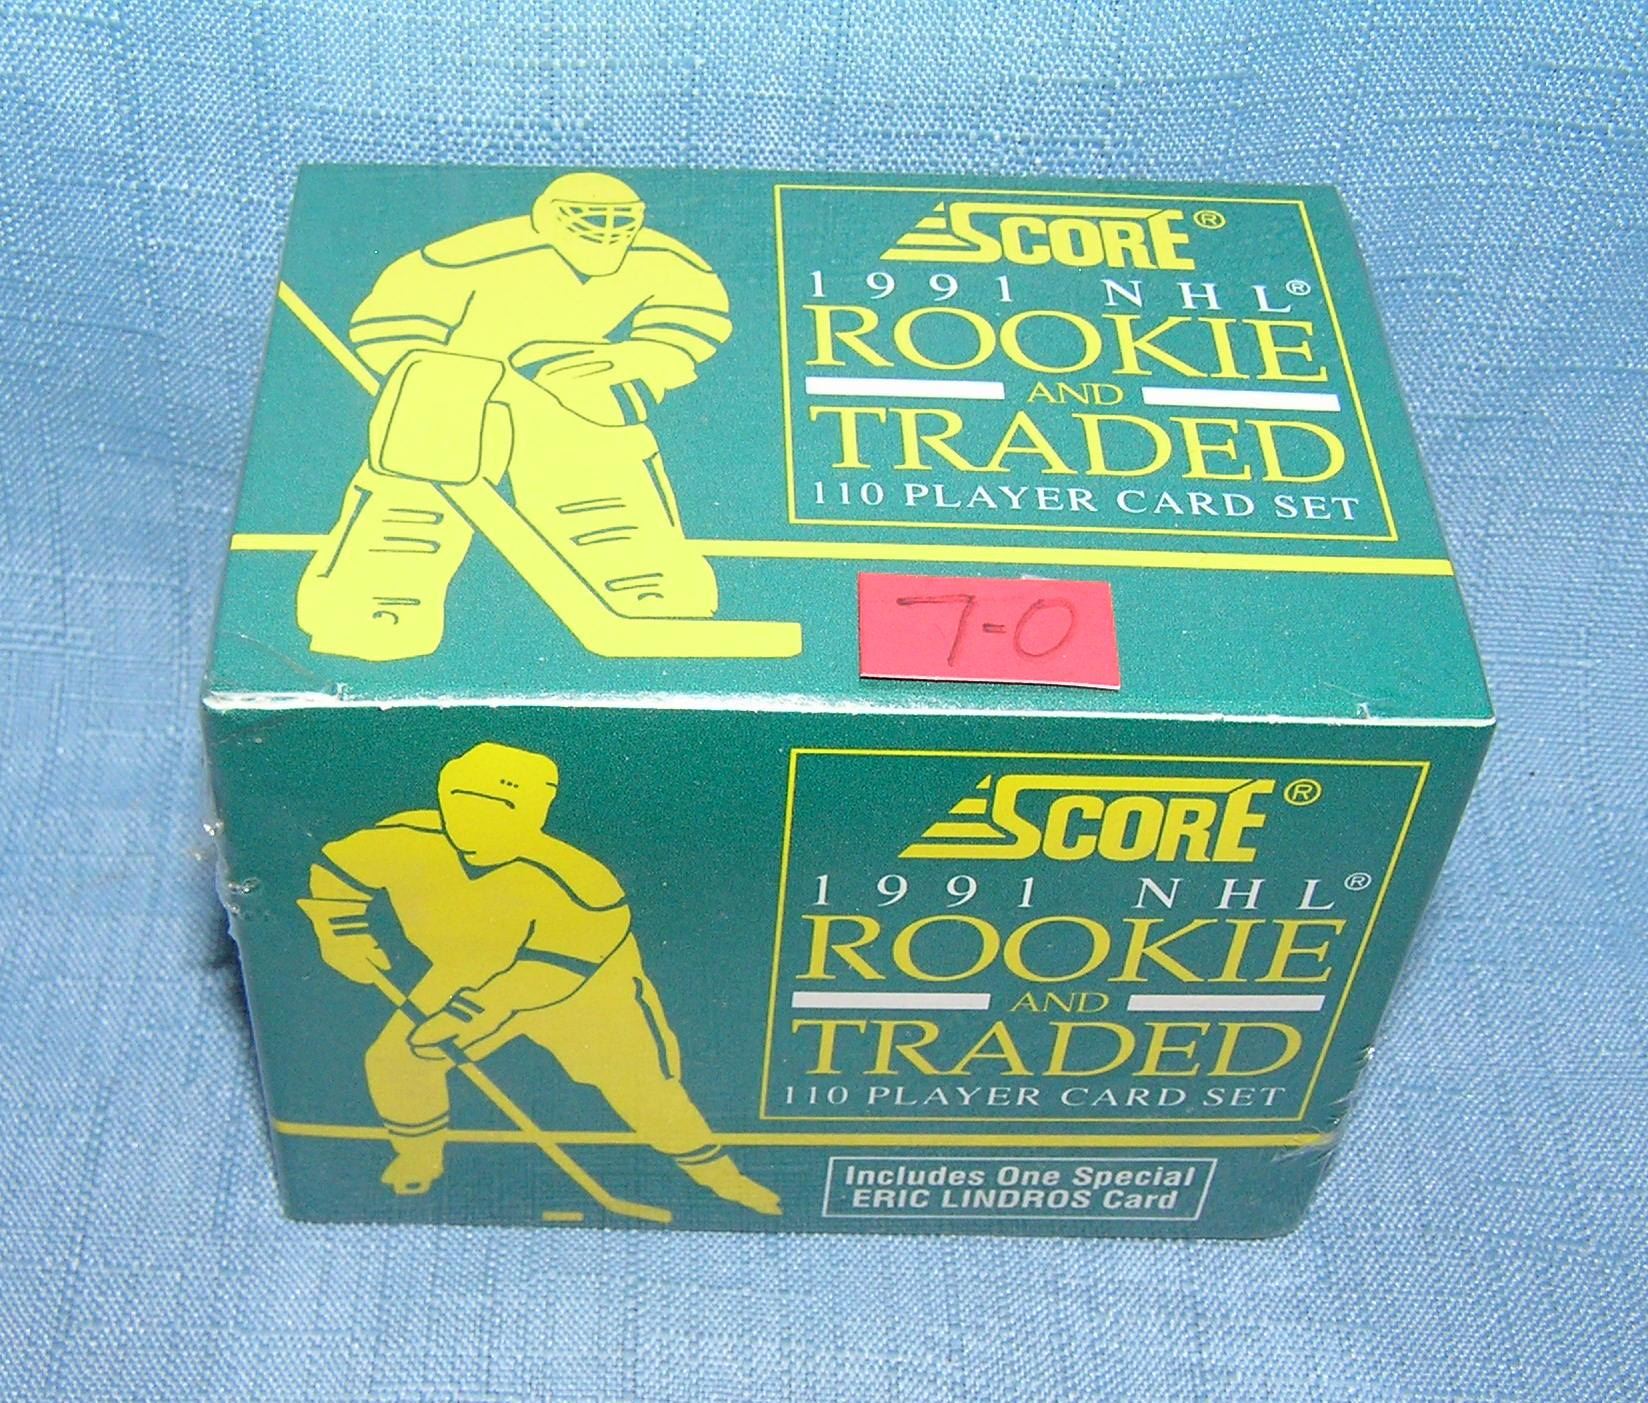 SCORE®
1991 NHL®
ROOKIE
AND
TRADED
110 PLAYER CARD SET
7-0
SCORE®
1991 NHL®
ROOKIE
AND
TRADED
110 PLAYER CARD SET
Includes One Special
ERIC LINDROS Card